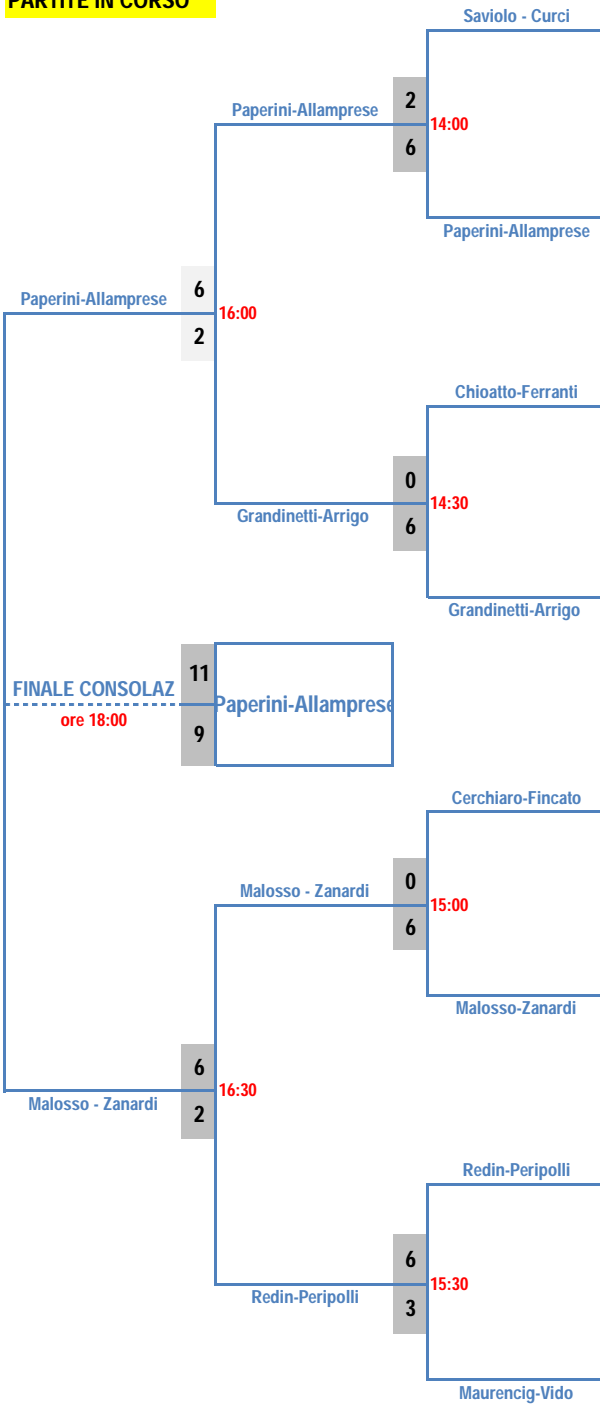 PARTITE IN CORSO
Saviolo - Curci
Paperini-Allamprese
2
14:00
6
Paperini-Allamprese
Paperini-Allamprese
6
16:00
2
Chioatto-Ferranti
0
14:30
Grandinetti-Arrigo
6
Grandinetti-Arrigo
FINALE CONSOLAZ
11
Paperini-Allamprese
ore 18:00
9
Cerchiaro-Fincato
Malosso - Zanardi
0
15:00
6
Malosso-Zanardi
6
16:30
Malosso - Zanardi
2
Redin-Peripolli
6
15:30
Redin-Peripolli
3
Maurencig-Vido